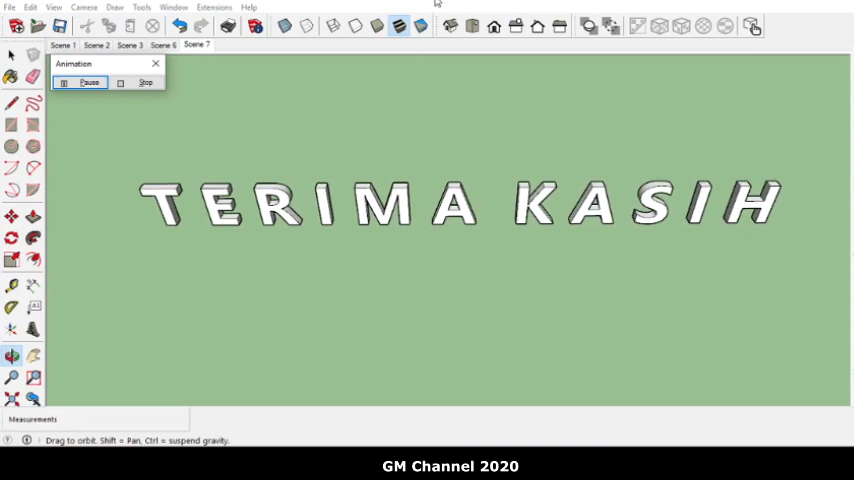 File Edit View Camera Draw Tools Window Extensions Help
Scene 1 Scene 2 Scene 3 Scene 6 Scene 7
Animation
Pause Stop
TERIMA KASIH
Measurements
Drag to orbit. Shift = Pan, Ctrl = suspend gravity.
GM Channel 2020